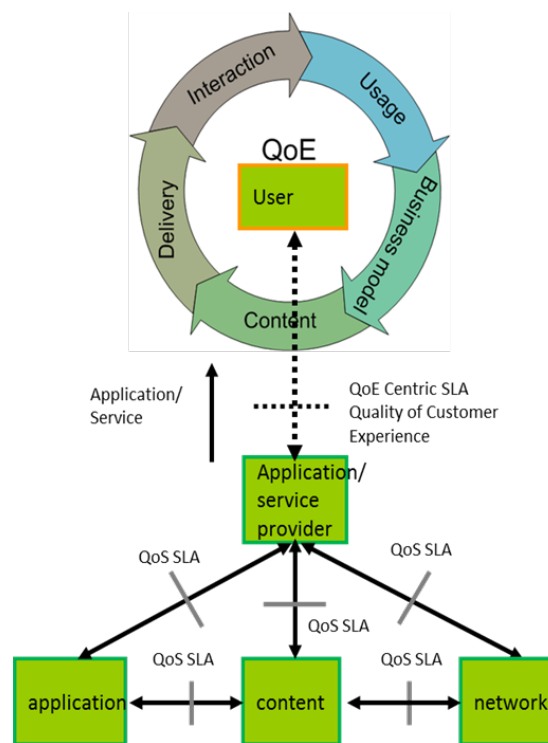 Interaction
Usage
QoE
User
Delivery
Business model
Content
Application/
Service
QoE Centric SLA
Quality of Customer
Experience
Application/
service
provider
QoS SLA
QoS SLA
QoS SLA
QoS SLA
QoS SLA
application
content
network